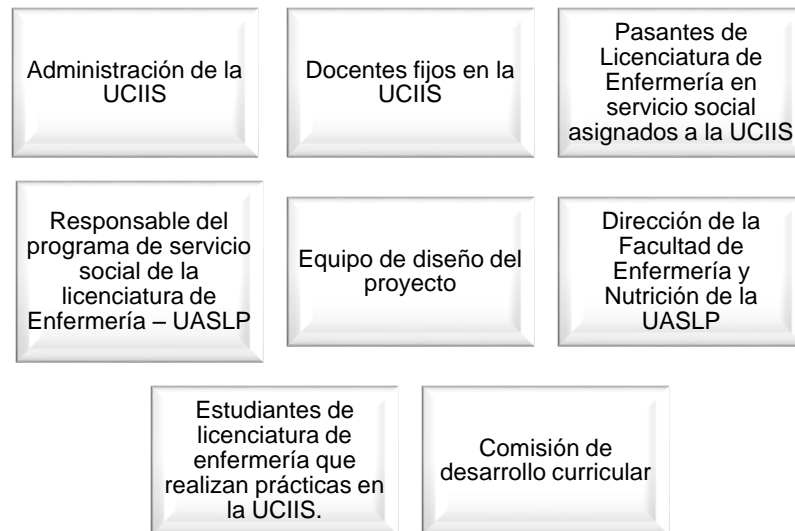 Administración de la
UCIIS
Docentes fijos en la
UCIIS
Pasantes de
Licenciatura de
Enfermería en
servicio social
asignados a la UCIIS
Responsable del
programa de servicio
social de la
licenciatura de
Enfermería – UASLP
Equipo de diseño del
proyecto
Dirección de la
Facultad de
Enfermería y
Nutrición de la
UASLP
Estudiantes de
licenciatura de
enfermería que
realizan prácticas en
la UCIIS.
Comisión de
desarrollo curricular